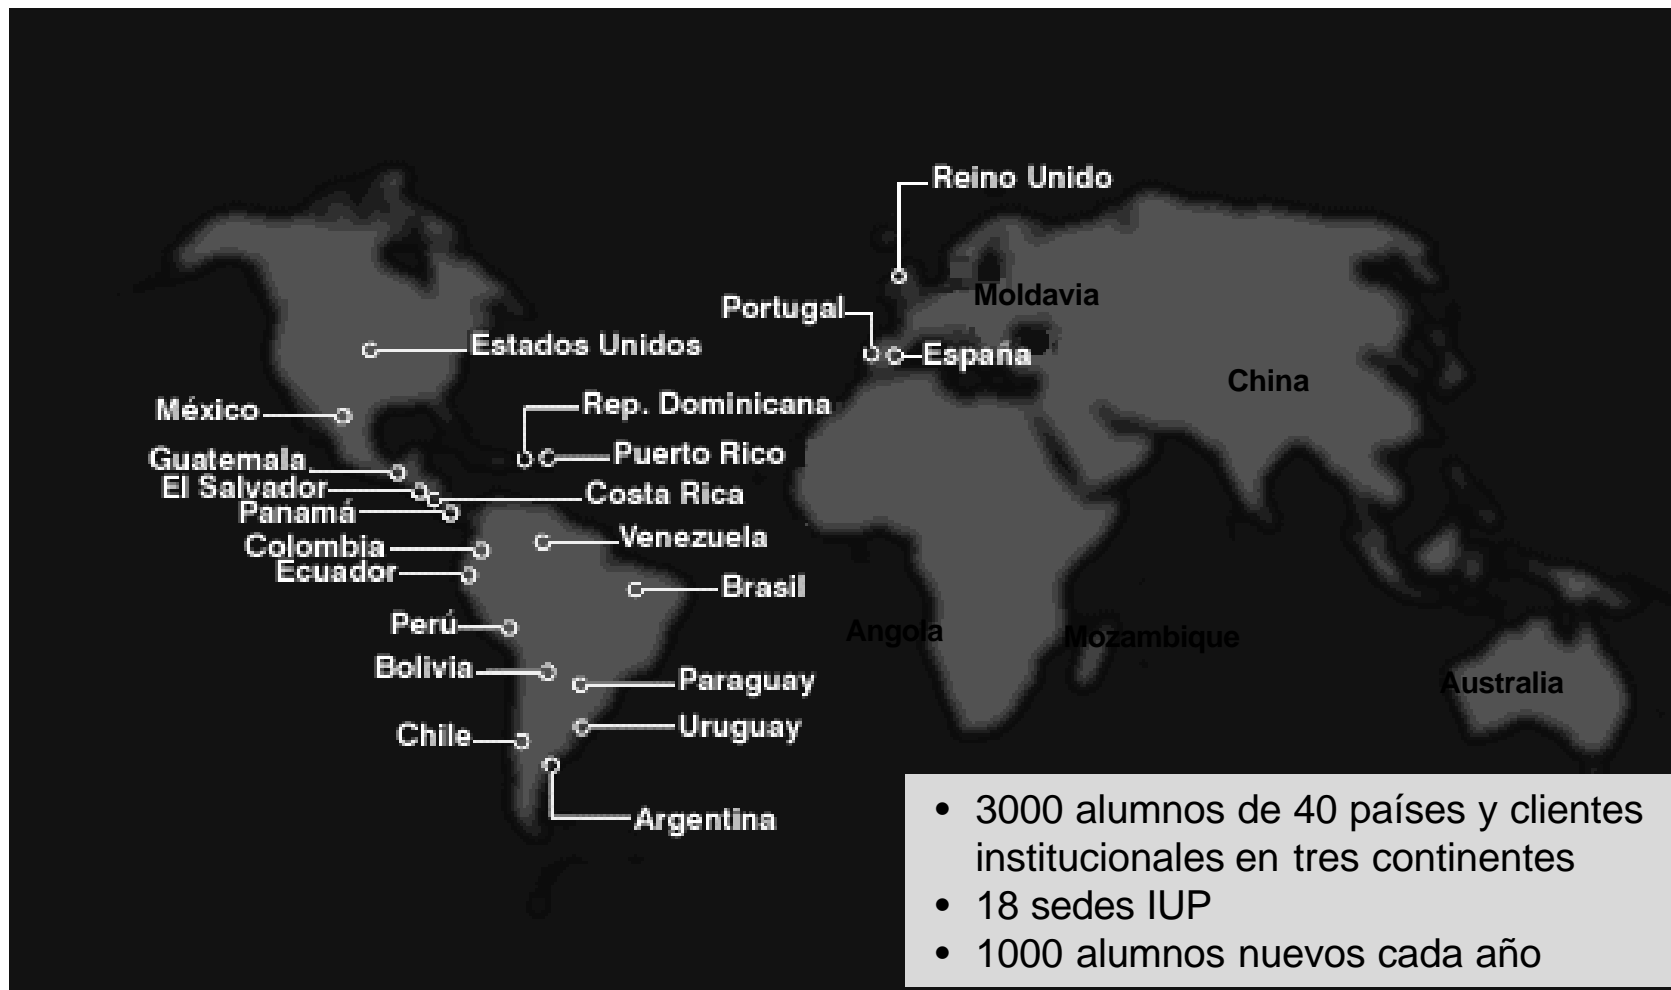 Reino Unido
Moldavia
Portugal
Estados Unidos
España
China
Rep. Dominicana
México
Puerto Rico
Guatemala
El Salvador
Costa Rica
Panamá
Venezuela
Colombia
Ecuador
Brasil
Perú
Angola
Mozambique
Bolivia
Paraguay
Australia
Uruguay
Chile
Argentina
• 3000 alumnos de 40 países y clientes
institucionales en tres continentes
• 18 sedes IUP
• 1000 alumnos nuevos cada año